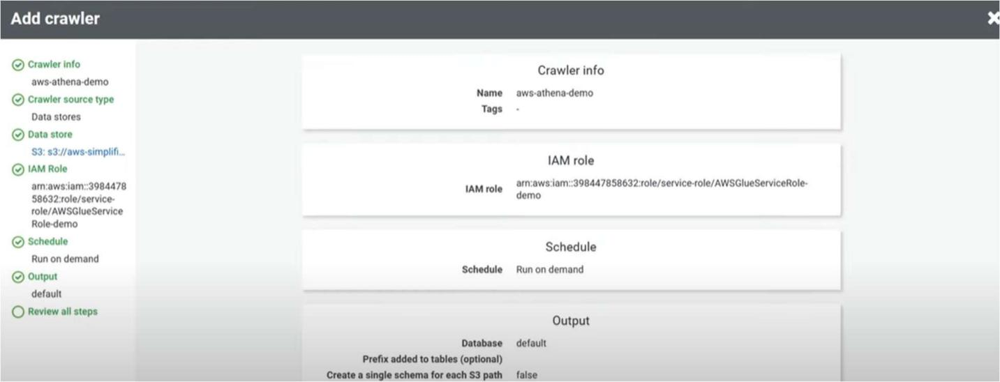 Add crawler
Crawler info
aws-athena-demo
Crawler source type
Data stores
Data store
S3: s3://aws-simplifi...
IAM Role
arn:aws:iam::3984478
58632:role/service-
role/AWSGlueService
Role-demo
Schedule
Run on demand
Output
default
Review all steps
Crawler info
Name aws-athena-demo
Tags -
IAM role
IAM role arn:aws:iam::398447858632:role/service-role/AWSGlueServiceRole-
demo
Schedule
Schedule Run on demand
Output
Database default
Prefix added to tables (optional)
Create a single schema for each S3 path false